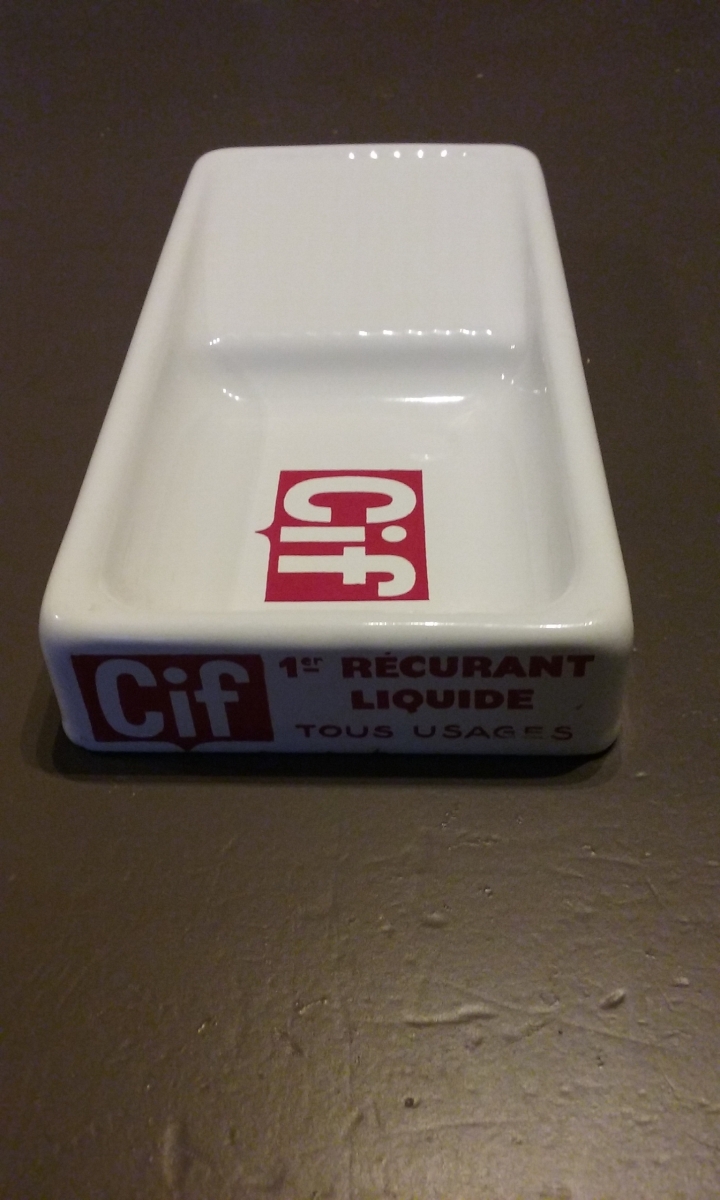 Cif
Cif
1er RÉCURANT
LIQUIDE
TOUS USAGES